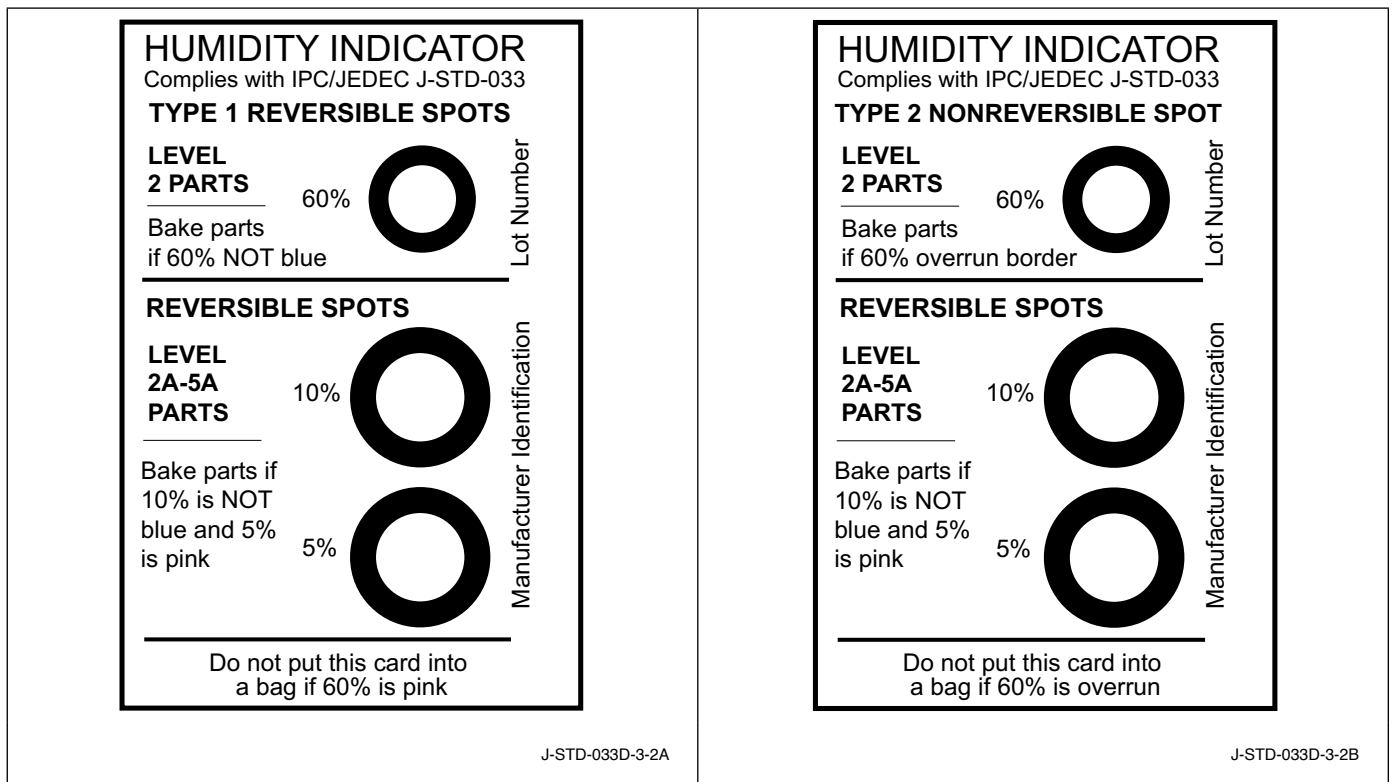 HUMIDITY INDICATOR
Complies with IPC/JEDEC J-STD-033
TYPE 1 REVERSIBLE SPOTS
LEVEL
2 PARTS
60%
Bake parts
if 60% NOT blue
Lot Number
REVERSIBLE SPOTS
LEVEL
2A-5A
PARTS
10%
Bake parts if
10% is NOT
blue and 5%
is pink
5%
Manufacturer Identification
Do not put this card into
a bag if 60% is pink
J-STD-033D-3-2A
HUMIDITY INDICATOR
Complies with IPC/JEDEC J-STD-033
TYPE 2 NONREVERSIBLE SPOT
LEVEL
2 PARTS
60%
Bake parts
if 60% overrun border
Lot Number
REVERSIBLE SPOTS
LEVEL
2A-5A
PARTS
10%
Bake parts if
10% is NOT
blue and 5%
is pink
5%
Manufacturer Identification
Do not put this card into
a bag if 60% is overrun
J-STD-033D-3-2B